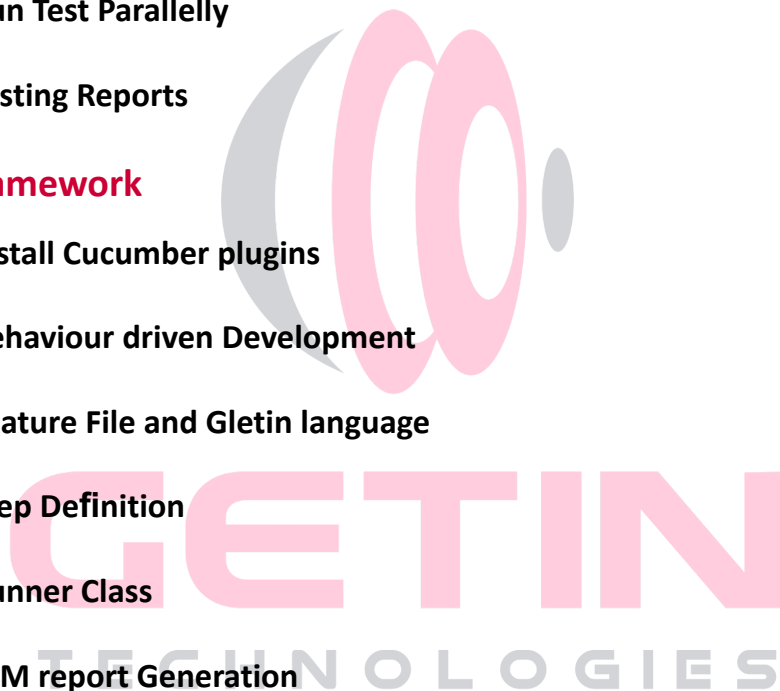 un Test Parallelly
sting Reports
mework
stall Cucumber plugins
ehaviour driven Development
ature File and Gletin language
ep Definition
unner Class
M report Generation
GETIN
TECHNOLOGIES